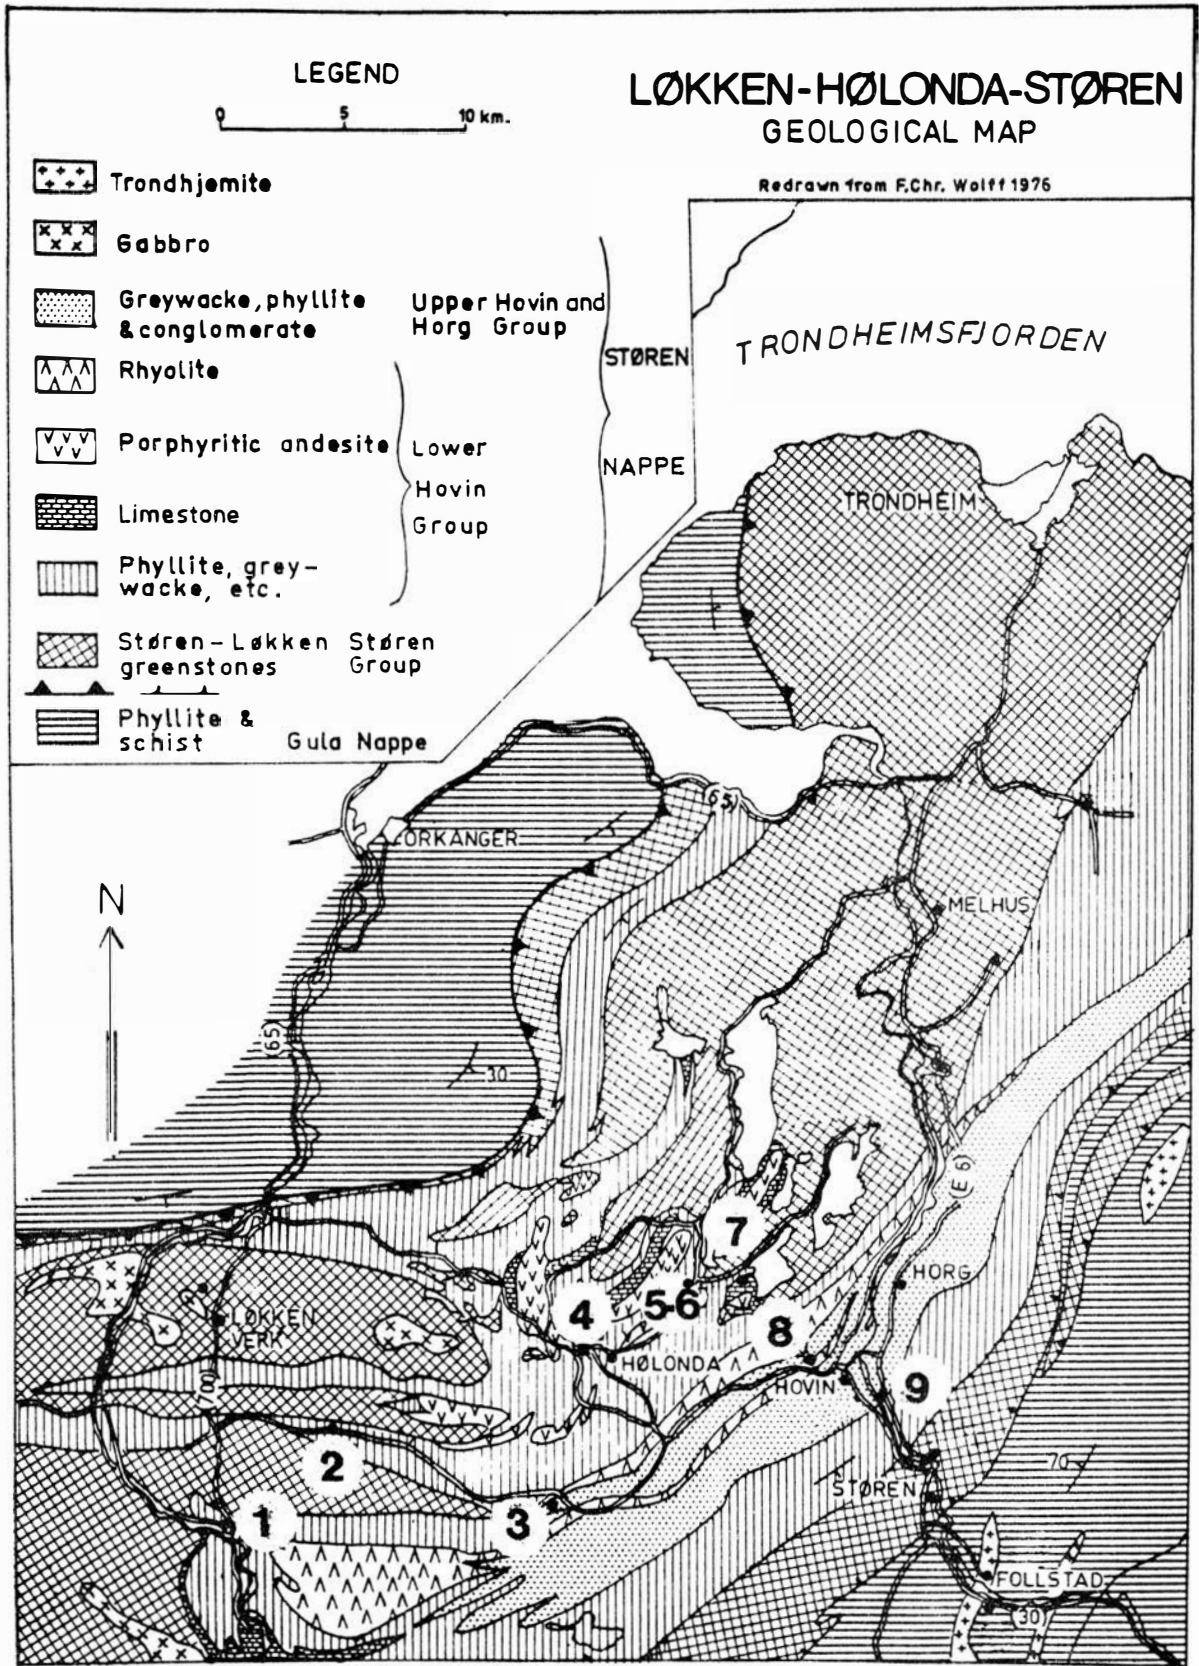 LEGEND
0 5 10 km.
LØKKEN-HØLONDA-STØREN
GEOLOGICAL MAP
Redrawn from F.Chr. Wolff 1976
Trondhjemite
Gabbro
Greywacke, phyllite
& conglomerate
Upper Hovin and
Horg Group
Rhyolite
Porphyritic andesite
Limestone
Phyllite, grey-
wacke, etc.
Lower
Hovin
Group
STØREN
NAPPE
Støren-Løkken
greenstones
Støren
Group
Phyllite &
schist
Gula Nappe
TRONDHEIMSFJORDEN
TRONDHEIM
(65)
ORKANGER
N
MELHUS
(65)
30
(E6)
7
HORG
LØKKEN
VERK
4
5-6
8
HØLONDA
HOVIN
9
2
70
STØREN
1
3
FOLLSTAD
(30)